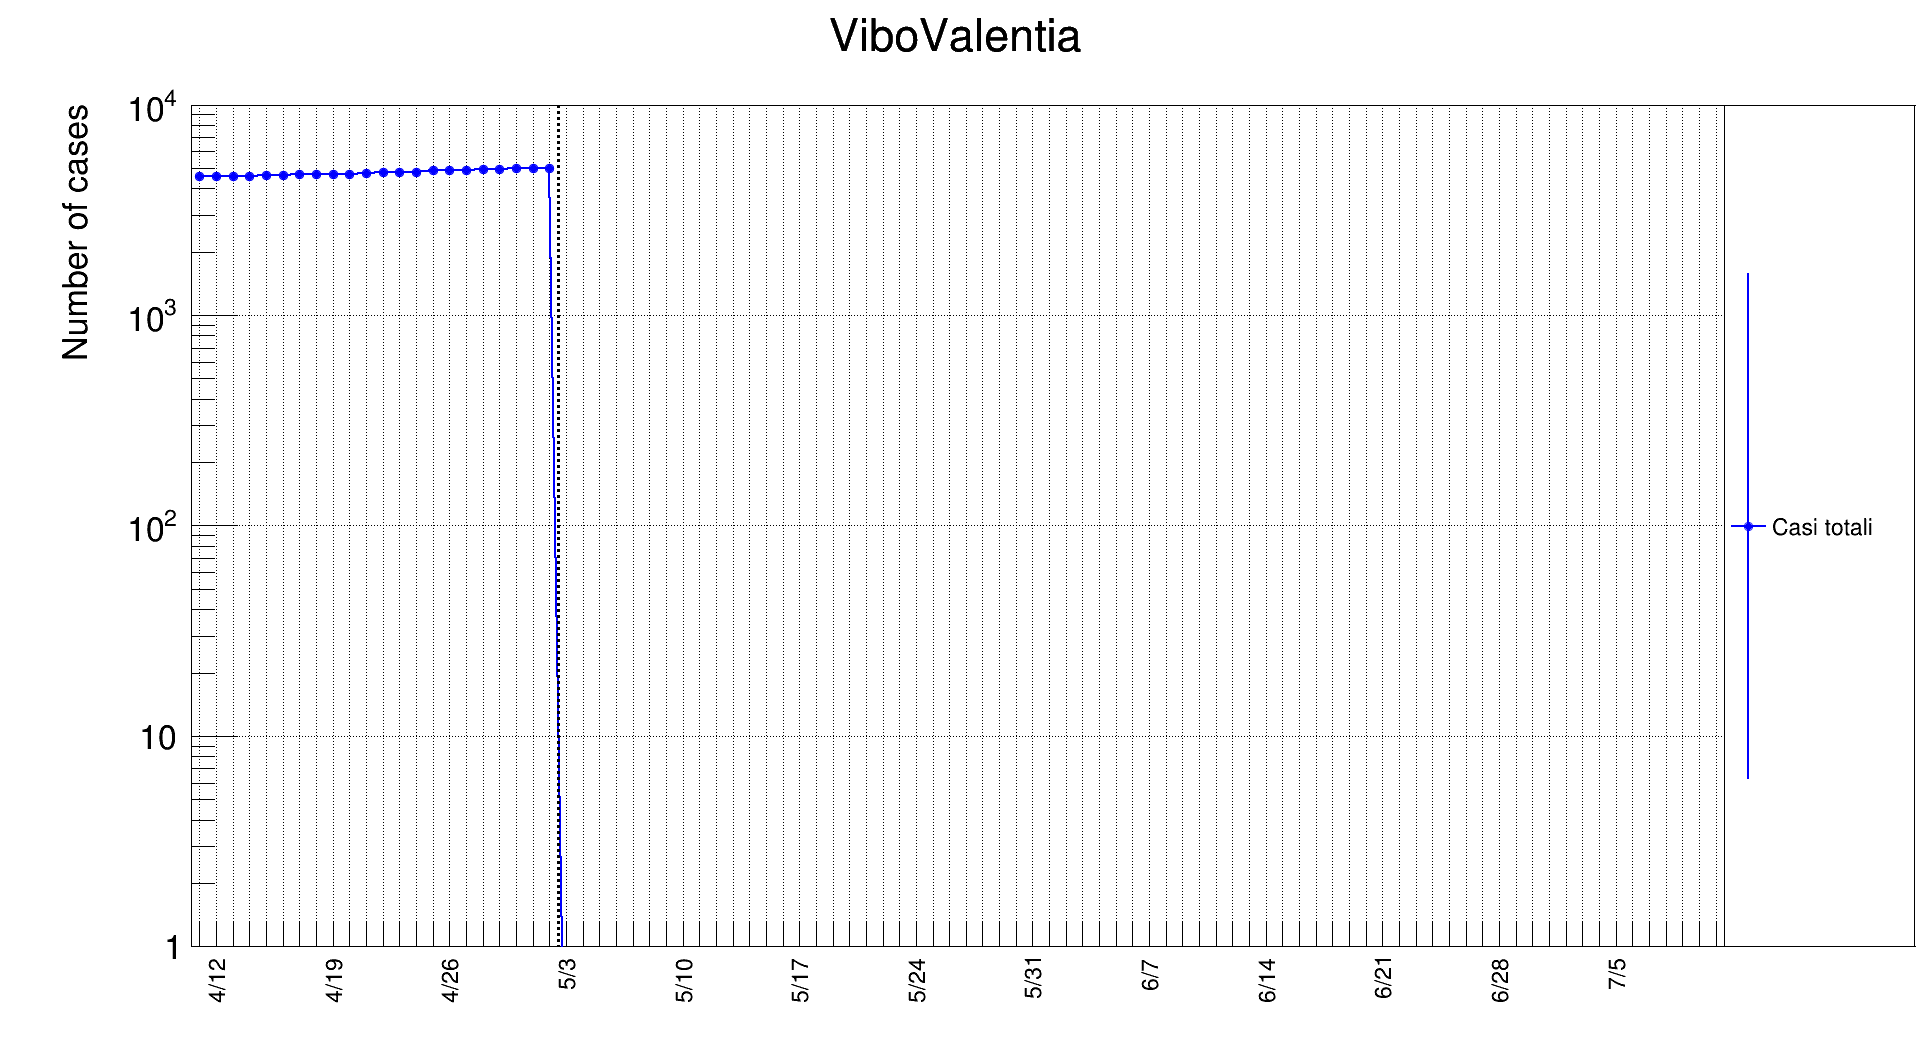 ViboValentia
Number of cases
10^4
10^3
10^2
10
1
4/12 4/19 4/26 5/3 5/10 5/17 5/24 5/31 6/7 6/14 6/21 6/28 7/5
Casi totali